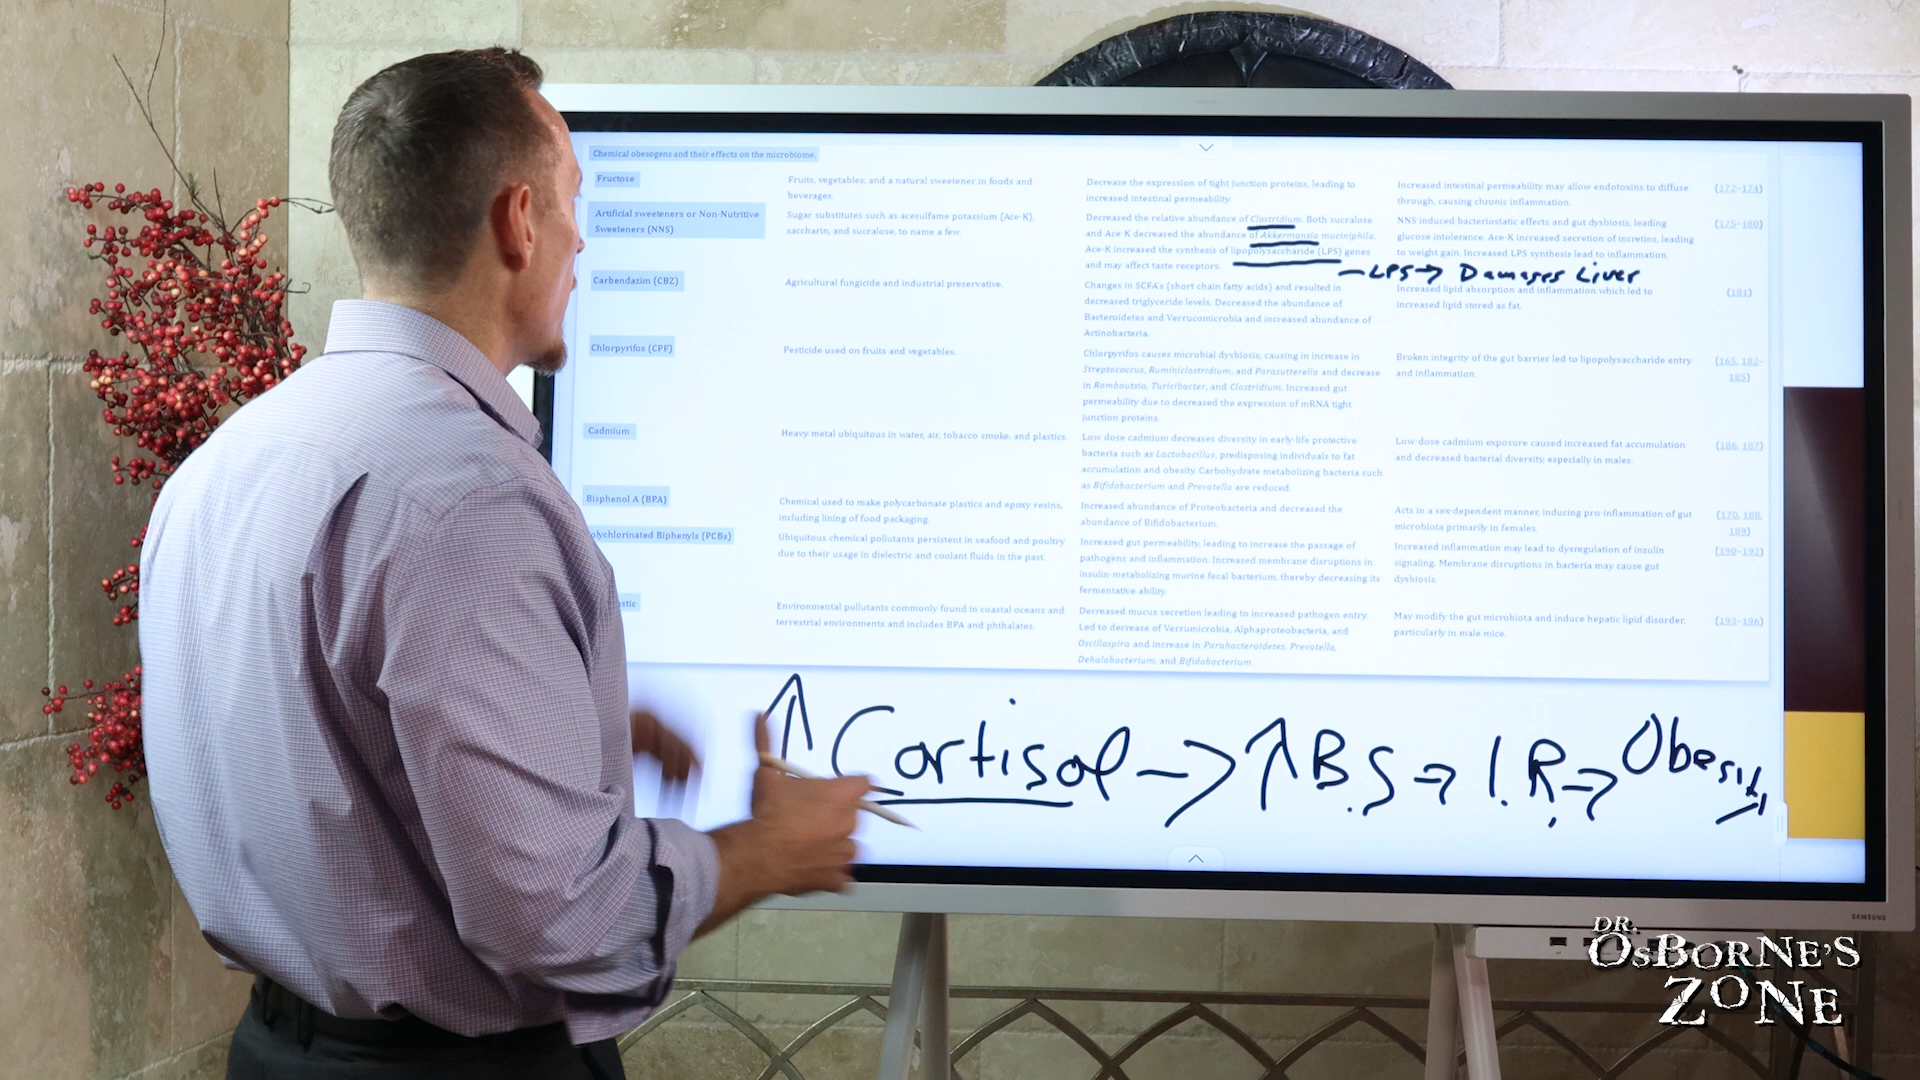 Chemical obesogens and their effects on the microbiome.
Fructose
Fruits, vegetables, and a natural sweetener in foods and
beverages.
Decrease the expression of tight junction proteins, leading to
increased intestinal permeability.
Increased intestinal permeability may allow endotoxins to diffuse
through, causing chronic inflammation.
(172-174)
Artificial sweeteners or Non-Nutritive
Sweeteners (NNS)
Sugar substitutes such as acesulfame potassium (Ace-K),
saccharin, and sucralose, to name a few.
Decreased the relative abundance of Clostridium. Both sucralose
and Ace-K decreased the abundance of Akkermansia muciniphila.
Ace-K increased the synthesis of lipopolysaccharide (LPS) genes
and may affect taste receptors.
NNS induced bacteriostatic effects and gut dysbiosis, leading
glucose intolerance. Ace-K increased secretion of incretins, leading
to weight gain. Increased LPS synthesis lead to inflammation.
(175-180)
-LPS→ Damages Liver
Carbendazim (CBZ)
Agricultural fungicide and industrial preservative.
Changes in SCFA's (short chain fatty acids) and resulted in
decreased triglyceride levels. Decreased the abundance of
Bacteroidetes and Verrucomicrobia and increased abundance of
Actinobacteria.
Increased lipid absorption and inflammation which led to
increased lipid stored as fat.
(181)
Chlorpyrifos (CPF)
Pesticide used on fruits and vegetables.
Chlorpyrifos causes microbial dysbiosis, causing in increase in
Streptococcus, Ruminiclostridium, and Parasutterella and decrease
in Romboutsia, Turicibacter, and Clostridium. Increased gut
permeability due to decreased the expression of mRNA tight
junction proteins.
Broken integrity of the gut barrier led to lipopolysaccharide entry
and inflammation.
(165, 182-
185)
Cadmium
Heavy metal ubiquitous in water, air, tobacco smoke, and plastics.
Low dose cadmium decreases diversity in early-life protective
bacteria such as Lactobacillus, predisposing individuals to fat
accumulation and obesity. Carbohydrate metabolizing bacteria such
as Bifidobacterium and Prevotella are reduced.
Low-dose cadmium exposure caused increased fat accumulation
and decreased bacterial diversity, especially in males.
(186, 187)
Bisphenol A (BPA)
Chemical used to make polycarbonate plastics and epoxy resins,
including lining of food packaging.
Increased abundance of Proteobacteria and decreased the
abundance of Bifidobacterium.
Acts in a sex-dependent manner, inducing pro-inflammation of gut
microbiota primarily in females.
(170, 188,
189)
olychlorinated Biphenyls (PCBs)
Ubiquitous chemical pollutants persistent in seafood and poultry
due to their usage in dielectric and coolant fluids in the past.
Increased gut permeability, leading to increase the passage of
pathogens and inflammation. Increased membrane disruptions in
insulin-metabolizing murine fecal bacterium, thereby decreasing its
fermentative ability.
Increased inflammation may lead to dysregulation of insulin
signaling. Membrane disruptions in bacteria may cause gut
dysbiosis.
(190-192)
stic
Environmental pollutants commonly found in coastal oceans and
terrestrial environments and includes BPA and phthalates.
Decreased mucus secretion leading to increased pathogen entry.
Led to decrease of Verrumicrobia, Alphaproteobacteria, and
Oscillospira and increase in Parabacteroidetes, Prevotella,
Dehalobacterium, and Bifidobacterium.
May modify the gut microbiota and induce hepatic lipid disorder,
particularly in male mice.
(193-196)
↑ Cortisol → ↑ B.S → I.R. → Obesity
SAMSUNG
DR.
OSBORNE'S
ZONE